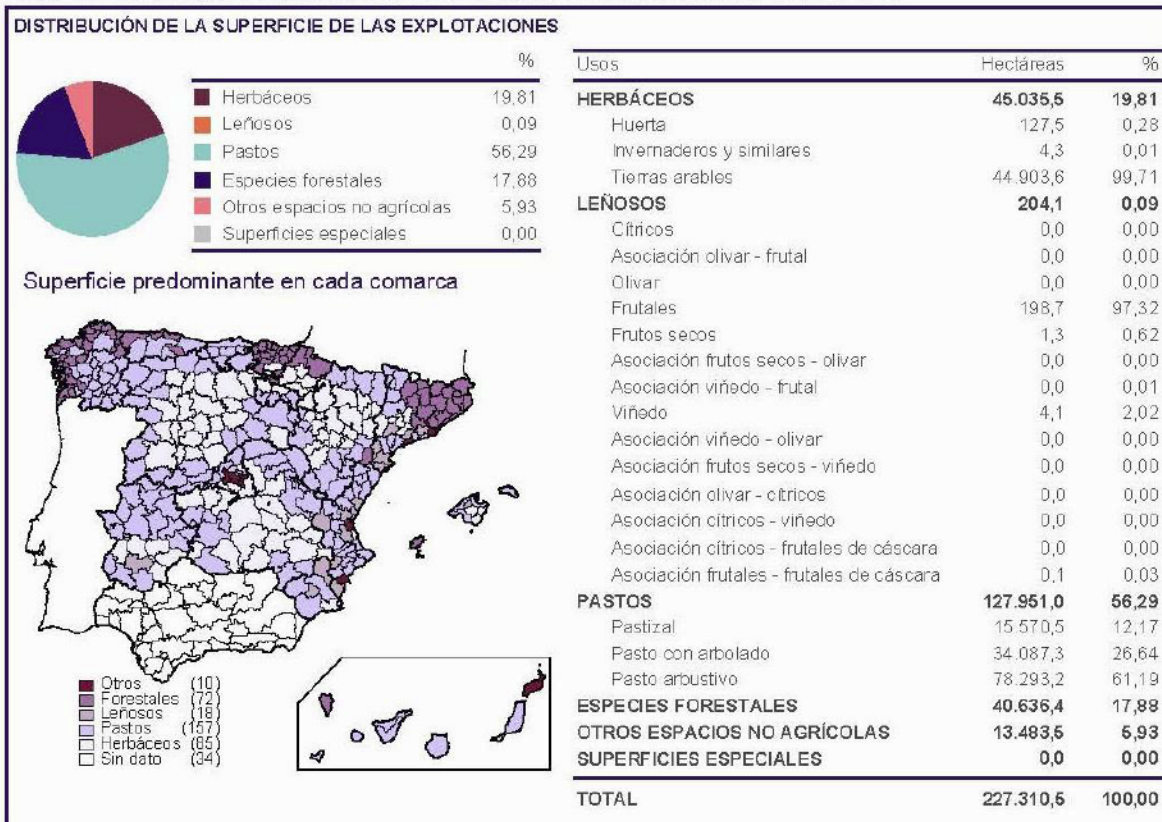 DISTRIBUCIÓN DE LA SUPERFICIE DE LAS EXPLOTACIONES
%
Herbáceos 19,81
Leñosos 0,09
Pastos 56,29
Especies forestales 17,88
Otros espacios no agrícolas 5,93
Superficies especiales 0,00
Superficie predominante en cada comarca
Otros (10)
Forestales (72)
Leñosos (18)
Pastos (157)
Herbáceos (85)
Sin dato (34)
Usos Hectáreas %
HERBÁCEOS 45.035,5 19,81
Huerta 127,5 0,28
Invernaderos y similares 4,3 0,01
Tierras arables 44.903,6 99,71
LEÑOSOS 204,1 0,09
Cítricos 0,0 0,00
Asociación olivar - frutal 0,0 0,00
Olivar 0,0 0,00
Frutales 198,7 97,32
Frutos secos 1,3 0,62
Asociación frutos secos - olivar 0,0 0,00
Asociación viñedo - frutal 0,0 0,01
Viñedo 4,1 2,02
Asociación viñedo - olivar 0,0 0,00
Asociación frutos secos - viñedo 0,0 0,00
Asociación olivar - cítricos 0,0 0,00
Asociación cítricos - viñedo 0,0 0,00
Asociación cítricos - frutales de cáscara 0,0 0,00
Asociación frutales - frutales de cáscara 0,1 0,03
PASTOS 127.951,0 56,29
Pastizal 15.570,5 12,17
Pasto con arbolado 34.087,3 26,64
Pasto arbustivo 78.293,2 61,19
ESPECIES FORESTALES 40.636,4 17,88
OTROS ESPACIOS NO AGRÍCOLAS 13.483,5 5,93
SUPERFICIES ESPECIALES 0,0 0,00
TOTAL 227.310,5 100,00